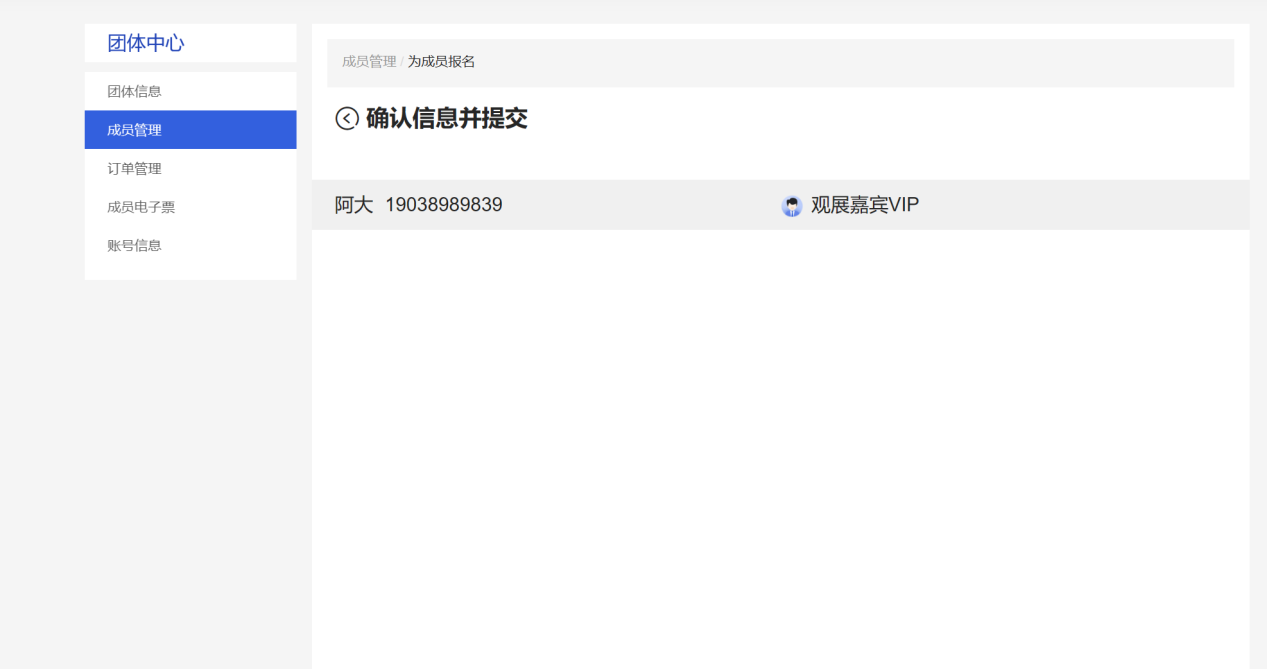 团体中心
团体信息
成员管理
订单管理
成员电子票
账号信息
成员管理 / 为成员报名
确认信息并提交
阿大 19038989839
观展嘉宾VIP